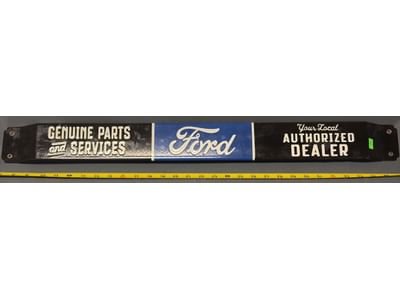 GENUINE PARTS
and SERVICES
Ford
Your Local
AUTHORIZED
DEALER